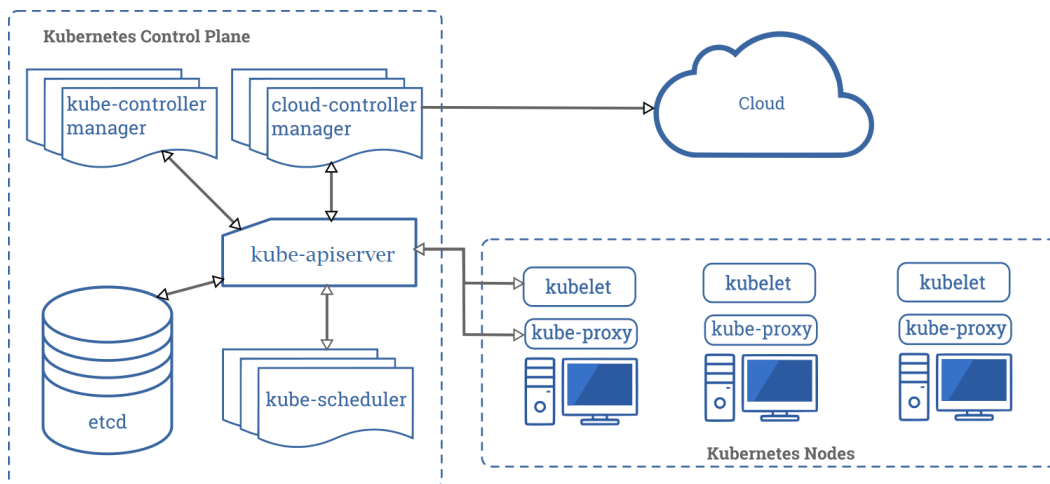 Kubernetes Control Plane
kube-controller
manager
cloud-controller
manager
Cloud
kube-apiserver
kubelet
kubelet
kubelet
kube-proxy
kube-proxy
kube-proxy
etcd
kube-scheduler
Kubernetes Nodes